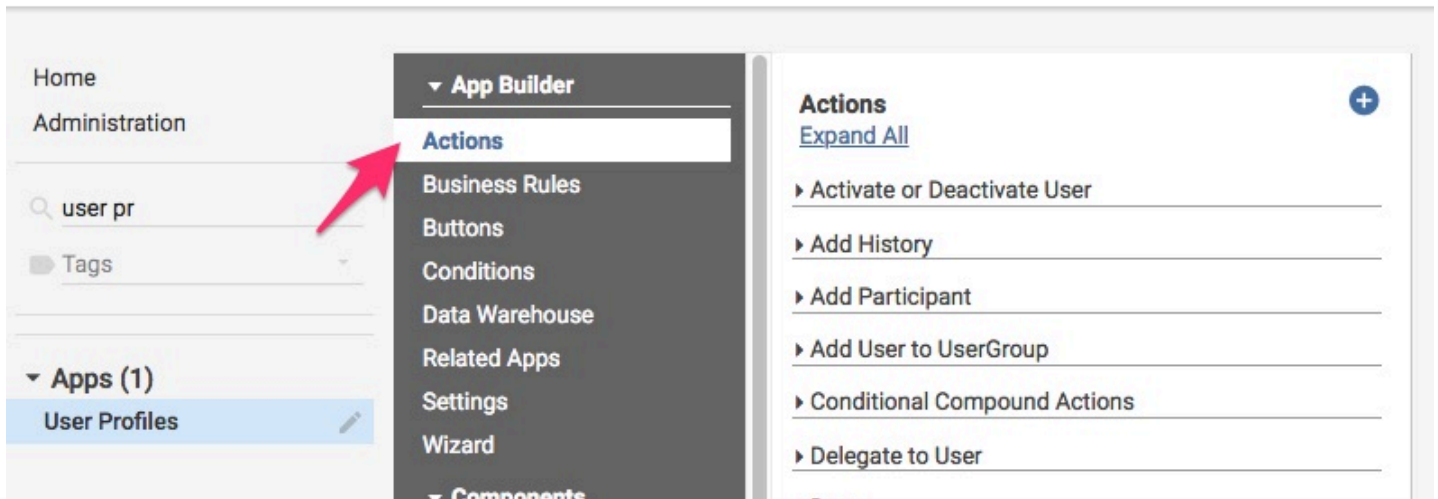 Home
Administration
user pr
Tags
Apps (1)
User Profiles
App Builder
Actions
Business Rules
Buttons
Conditions
Data Warehouse
Related Apps
Settings
Wizard
Components
Actions
Expand All
Activate or Deactivate User
Add History
Add Participant
Add User to UserGroup
Conditional Compound Actions
Delegate to User